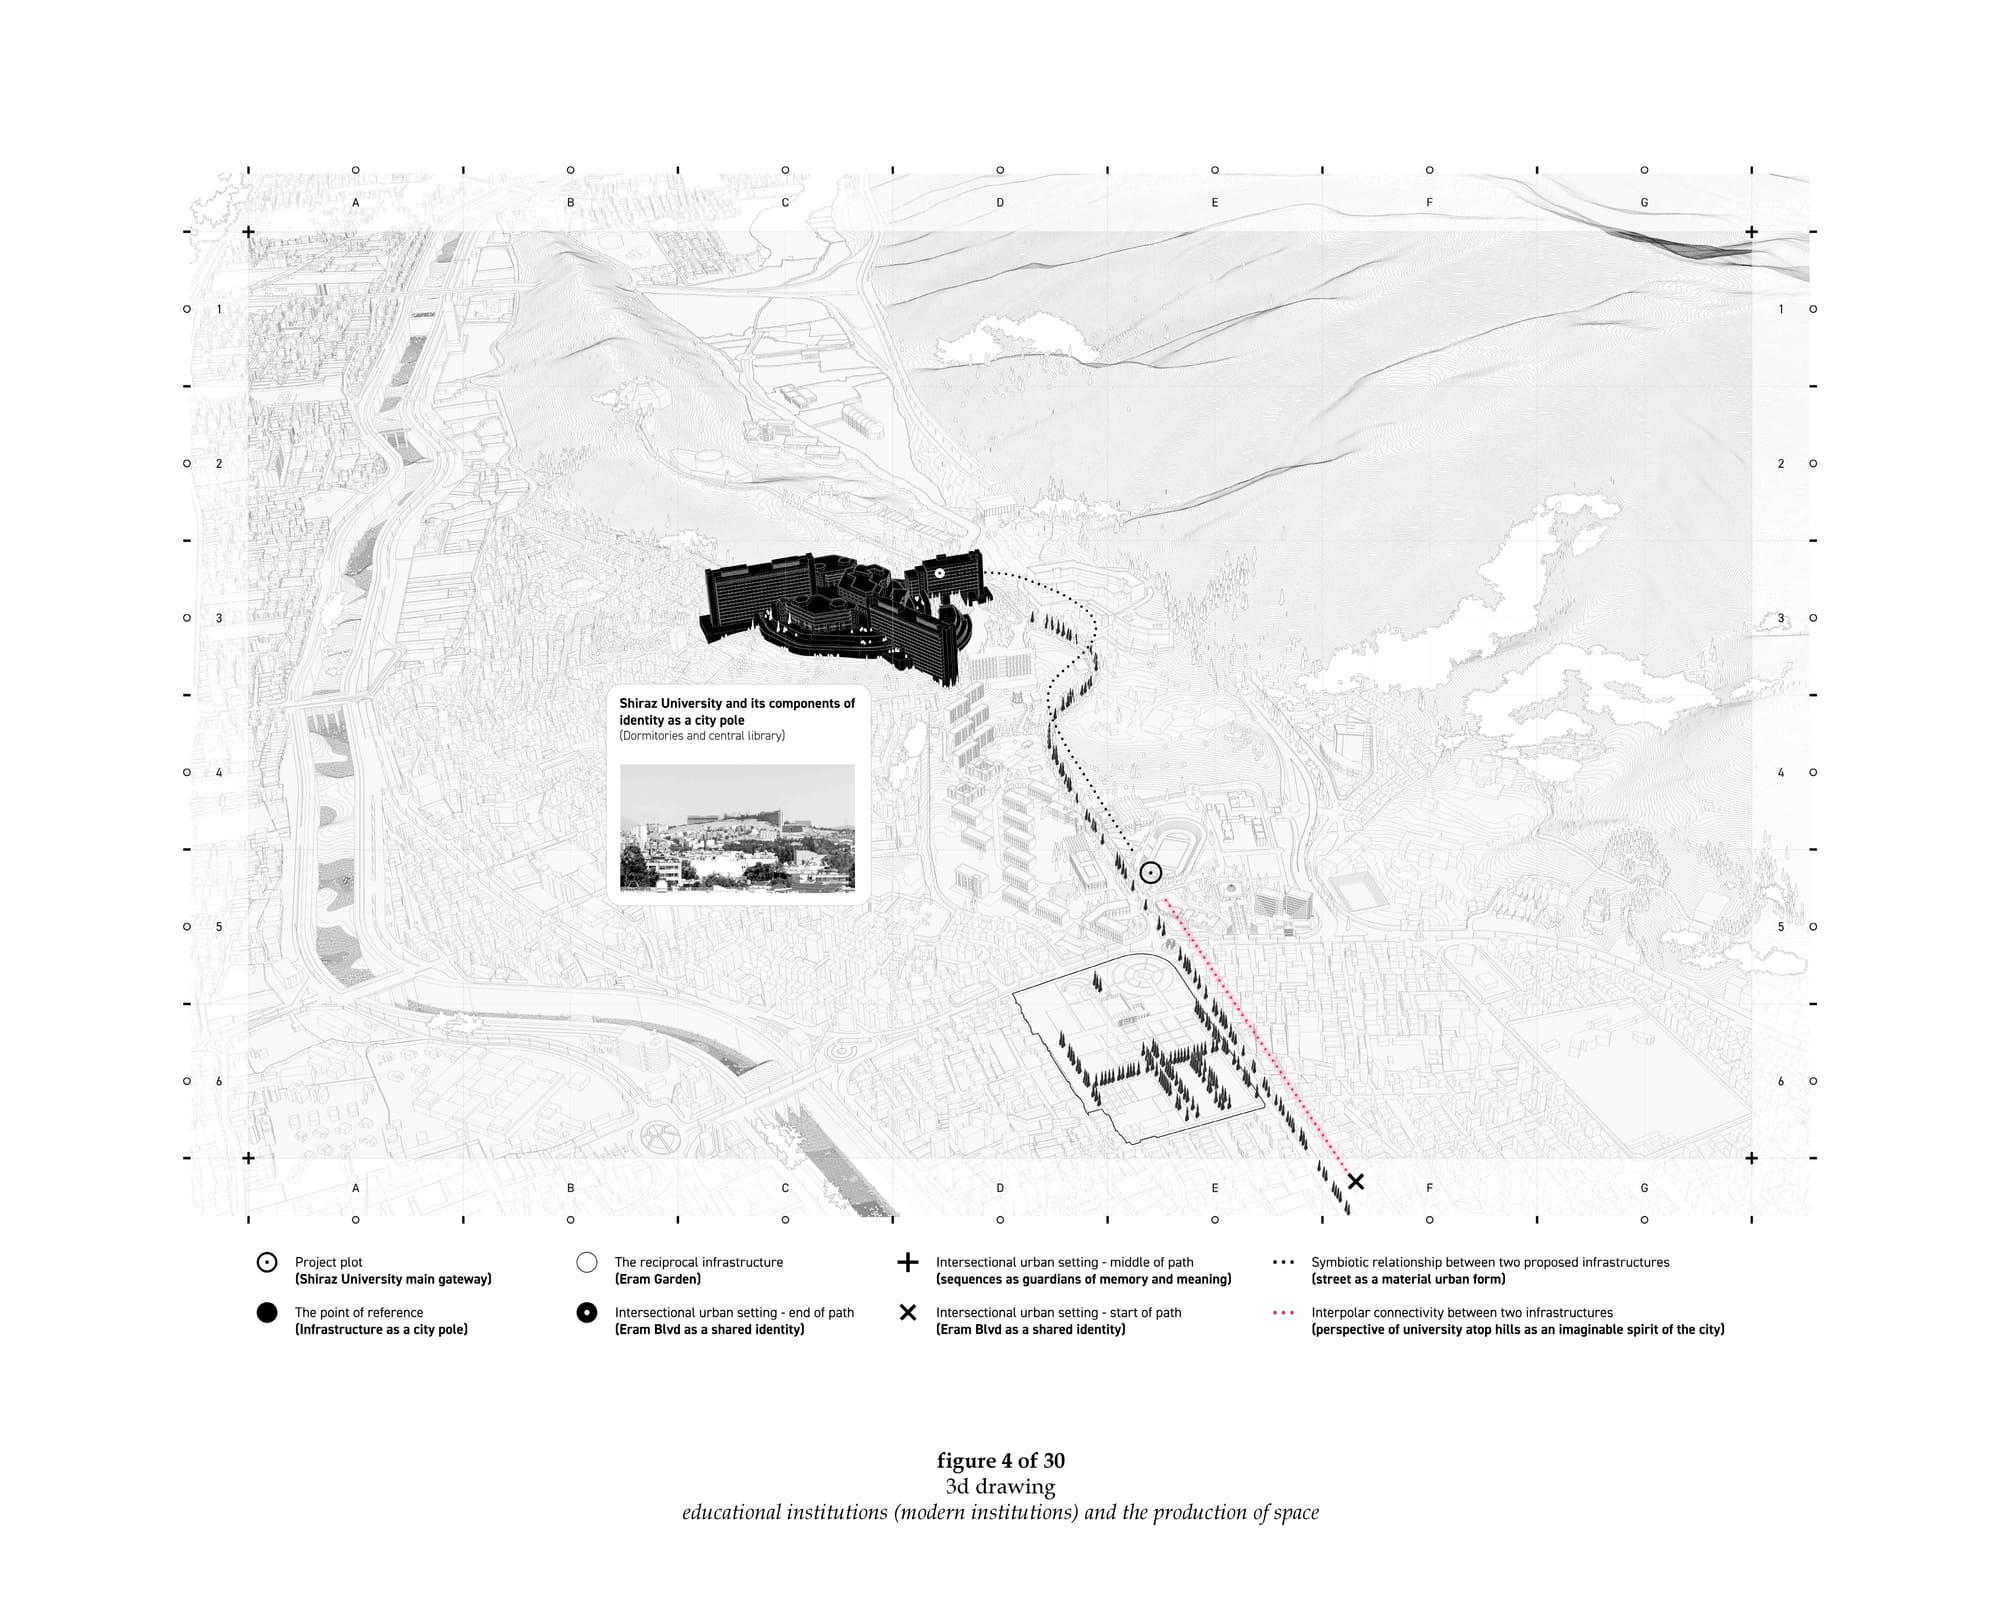 A B C D E F G
1 1
2 2
3 3
Shiraz University and its components of
identity as a city pole
(Dormitories and central library)
4 4
5 5
6 6
A B C D E F G
Project plot
(Shiraz University main gateway)
The reciprocal infrastructure
(Eram Garden)
Intersectional urban setting - middle of path
(sequences as guardians of memory and meaning)
Symbiotic relationship between two proposed infrastructures
(street as a material urban form)
The point of reference
(Infrastructure as a city pole)
Intersectional urban setting - end of path
(Eram Blvd as a shared identity)
Intersectional urban setting - start of path
(Eram Blvd as a shared identity)
Interpolar connectivity between two infrastructures
(perspective of university atop hills as an imaginable spirit of the city)
figure 4 of 30
3d drawing
educational institutions (modern institutions) and the production of space